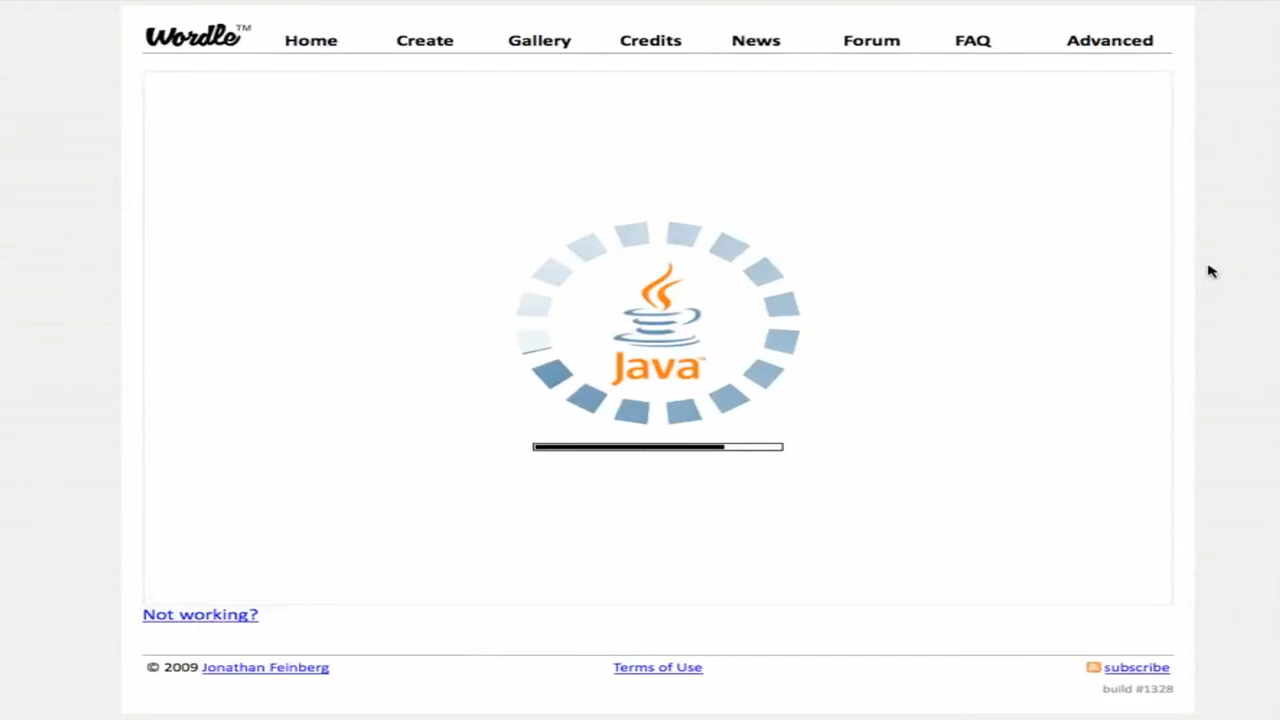 Wordle™ Home Create Gallery Credits News Forum FAQ Advanced
Java™
Not working?
© 2009 Jonathan Feinberg Terms of Use subscribe
build #1328